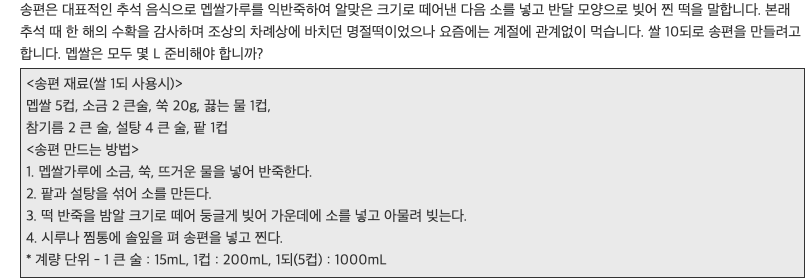 송편은 대표적인 추석 음식으로 멥쌀가루를 익반죽하여 알맞은 크기로 떼어낸 다음 소를 넣고 반달 모양으로 빚어 찐 떡을 말합니다. 본래
추석 때 한 해의 수확을 감사하며 조상의 차례상에 바치던 명절떡이었으나 요즘에는 계절에 관계없이 먹습니다. 쌀 10되로 송편을 만들려고
합니다. 멥쌀은 모두 몇 L 준비해야 합니까?
<송편 재료(쌀 1되 사용시)>
멥쌀 5컵, 소금 2 큰술, 쑥 20g, 끓는 물 1컵,
참기름 2 큰 술, 설탕 4 큰 술, 팥 1컵
<송편 만드는 방법>
1. 멥쌀가루에 소금, 쑥, 뜨거운 물을 넣어 반죽한다.
2. 팥과 설탕을 섞어 소를 만든다.
3. 떡 반죽을 밤알 크기로 떼어 둥글게 빚어 가운데에 소를 넣고 아물려 빚는다.
4. 시루나 찜통에 솔잎을 펴 송편을 넣고 찐다.
* 계량 단위 - 1 큰 술 : 15mL, 1컵 : 200mL, 1되(5컵) : 1000mL